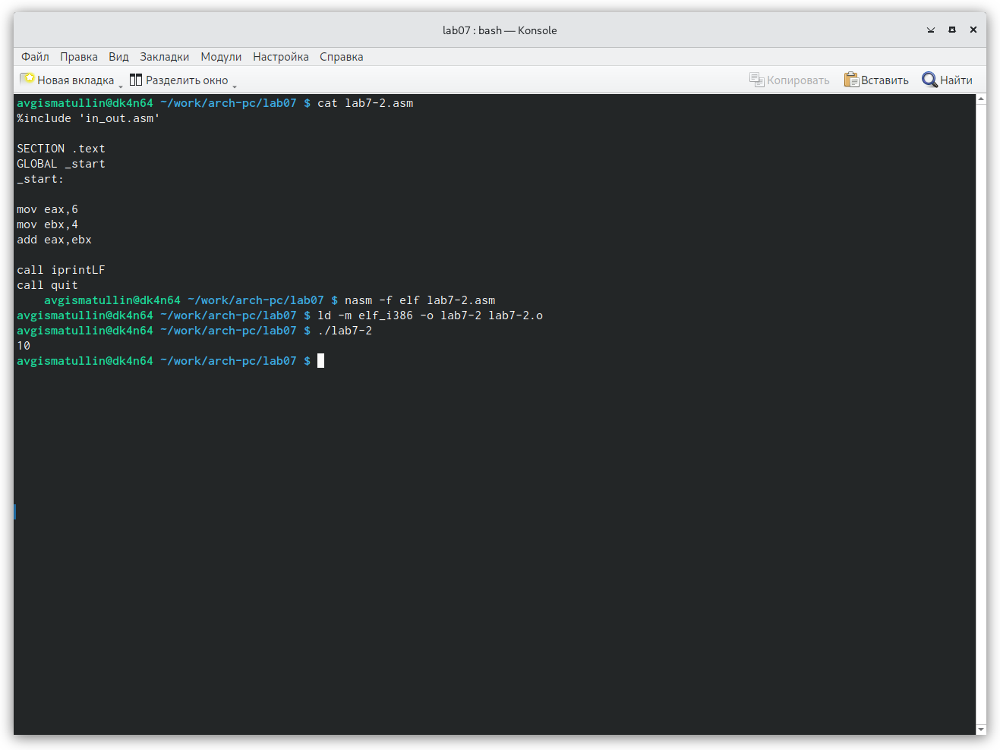 lab07 : bash — Konsole
Файл Правка Вид Закладки Модули Настройка Справка
Новая вкладка Разделить окно Копировать Вставить Найти
avgismatullin@dk4n64 ~/work/arch-pc/lab07 $ cat lab7-2.asm
%include 'in_out.asm'
SECTION .text
GLOBAL _start
_start:
mov eax,6
mov ebx,4
add eax,ebx
call iprintLF
call quit
avgismatullin@dk4n64 ~/work/arch-pc/lab07 $ nasm -f elf lab7-2.asm
avgismatullin@dk4n64 ~/work/arch-pc/lab07 $ ld -m elf_i386 -o lab7-2 lab7-2.o
avgismatullin@dk4n64 ~/work/arch-pc/lab07 $ ./lab7-2
10
avgismatullin@dk4n64 ~/work/arch-pc/lab07 $